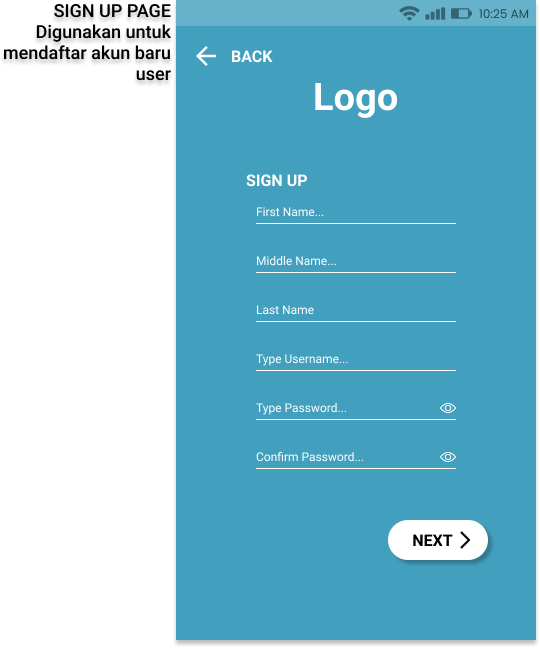 SIGN UP PAGE
Digunakan untuk
mendaftar akun baru
user
10:25 AM
BACK
Logo
SIGN UP
First Name...
Middle Name...
Last Name
Type Username...
Type Password...
Confirm Password...
NEXT